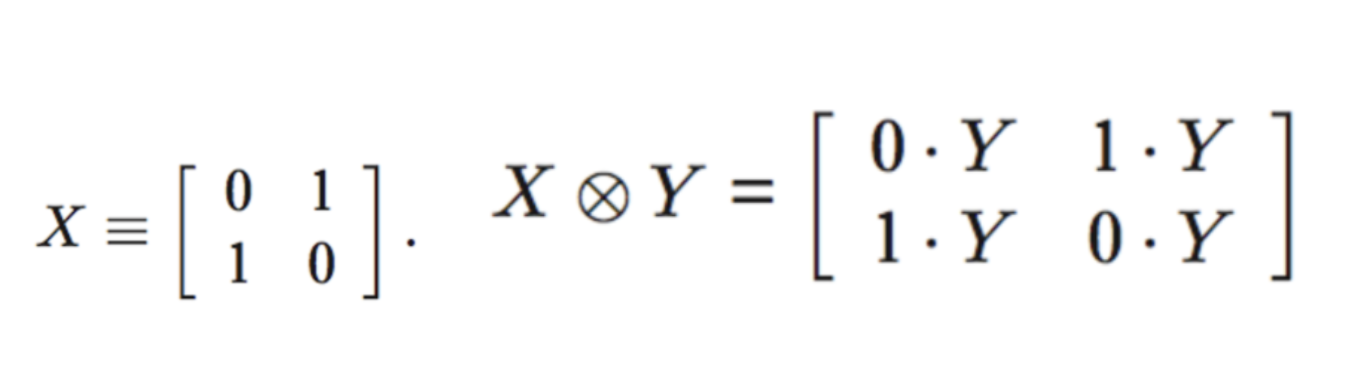 X ≡ [ 0 1
1 0 ] .
X ⊗ Y = [ 0 · Y 1 · Y
1 · Y 0 · Y ]